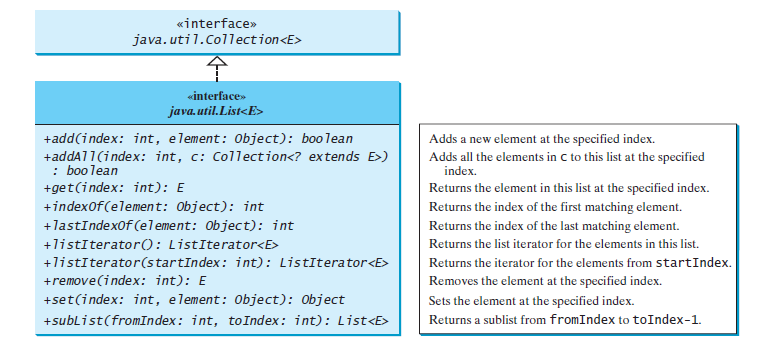 «interface»
java.util.Collection<E>
«interface»
java.util.List<E>
+add(index: int, element: Object): boolean
+addAll(index: int, c: Collection<? extends E>)
: boolean
+get(index: int): E
+indexOf(element: Object): int
+lastIndexOf(element: Object): int
+listIterator(): ListIterator<E>
+listIterator(startIndex: int): ListIterator<E>
+remove(index: int): E
+set(index: int, element: Object): Object
+subList(fromIndex: int, toIndex: int): List<E>
Adds a new element at the specified index.
Adds all the elements in c to this list at the specified
index.
Returns the element in this list at the specified index.
Returns the index of the first matching element.
Returns the index of the last matching element.
Returns the list iterator for the elements in this list.
Returns the iterator for the elements from startIndex.
Removes the element at the specified index.
Sets the element at the specified index.
Returns a sublist from fromIndex to toIndex-1.